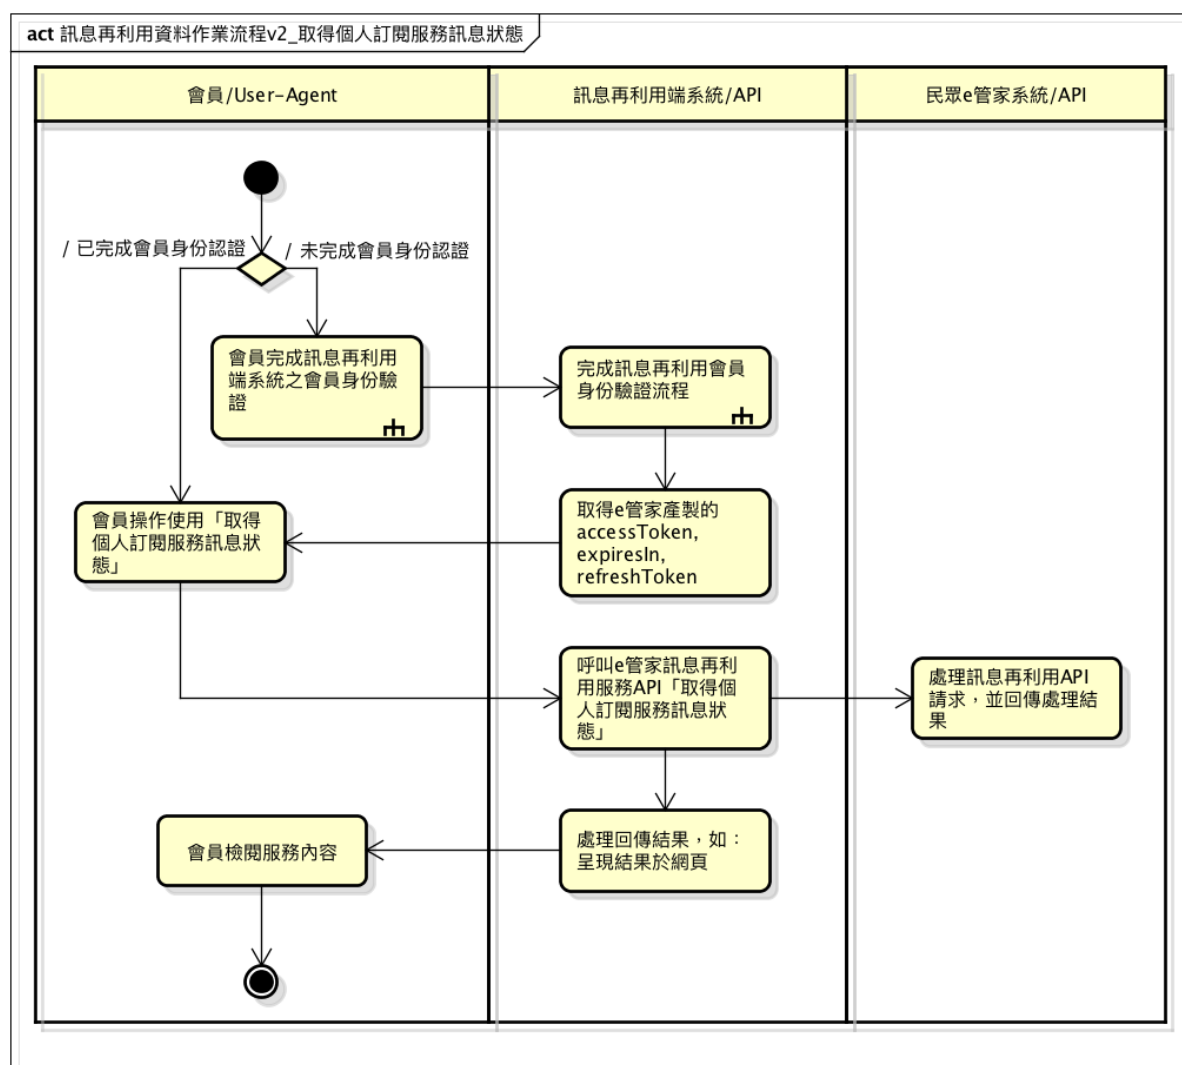 act 訊息再利用資料作業流程v2_取得個人訂閱服務訊息狀態
會員/User-Agent
訊息再利用端系統/API
民眾e管家系統/API
/ 已完成會員身份認證
/ 未完成會員身份認證
會員完成訊息再利用
端系統之會員身份驗
證
完成訊息再利用會員
身份驗證流程
取得e管家產製的
accessToken,
expiresIn,
refreshToken
會員操作使用「取得
個人訂閱服務訊息狀
態」
呼叫e管家訊息再利
用服務API「取得個
人訂閱服務訊息狀
態」
處理訊息再利用API
請求，並回傳處理結
果
處理回傳結果，如：
呈現結果於網頁
會員檢閱服務內容